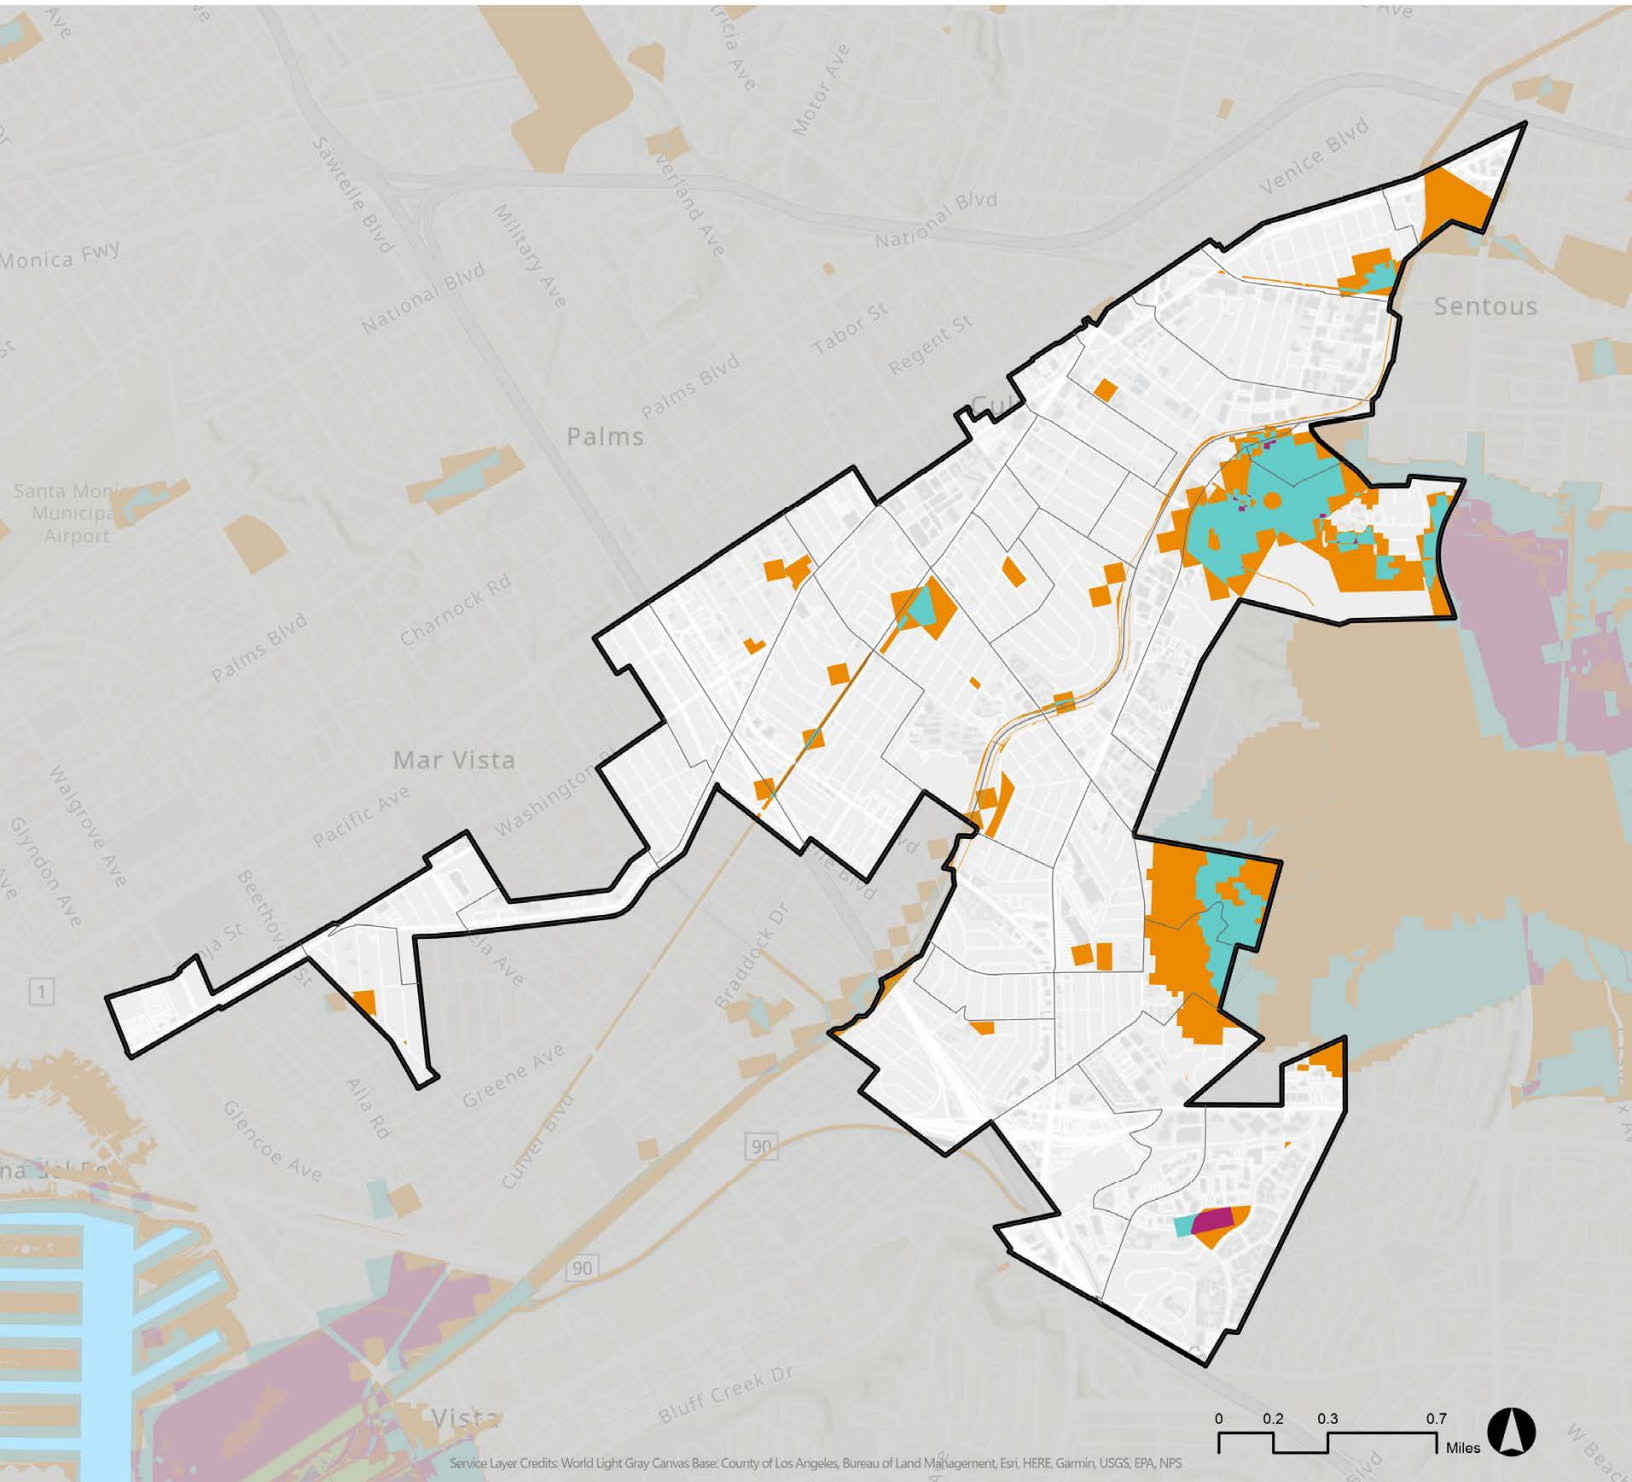 Ave
Motor Ave
Ave
Sawtelle Blvd
Venice Blvd
National Blvd
Monica Fwy
Military Ave
National Blvd
Tabor St
Regent St
Sentous
Palms Blvd
Palms
Santa Moni
Municipa
Airport
Charnock Rd
Palms Blvd
Mar Vista
Walgrove Ave
Pacific Ave
Washington
Glyndon Ave
Ave
St
Braddock Dr
1
Greene Ave
Alla Rd
Glencoe Ave
Culver Blvd
90
90
Bluff Creek Dr
Vista
0 0.2 0.3 0.7
Miles
Service Layer Credits: World Light Gray Canvas Base: County of Los Angeles, Bureau of Land Management, Esri, HERE, Garmin, USGS, EPA, NPS